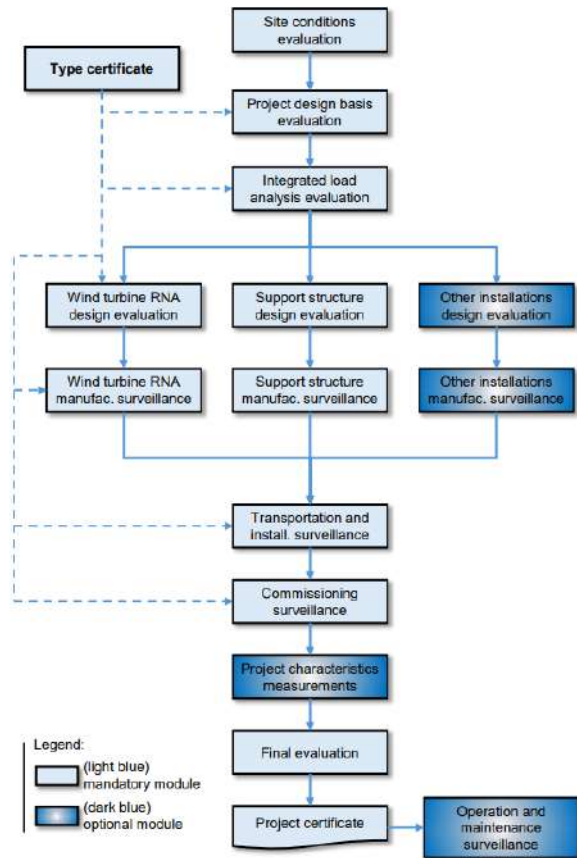 Site conditions
evaluation
Type certificate
Project design basis
evaluation
Integrated load
analysis evaluation
Wind turbine RNA
design evaluation
Support structure
design evaluation
Other installations
design evaluation
Wind turbine RNA
manufac. surveillance
Support structure
manufac. surveillance
Other installations
manufac. surveillance
Transportation and
install. surveillance
Commissioning
surveillance
Project characteristics
measurements
Final evaluation
Project certificate
Operation and
maintenance
surveillance
Legend:
(light blue)
mandatory module
(dark blue)
optional module